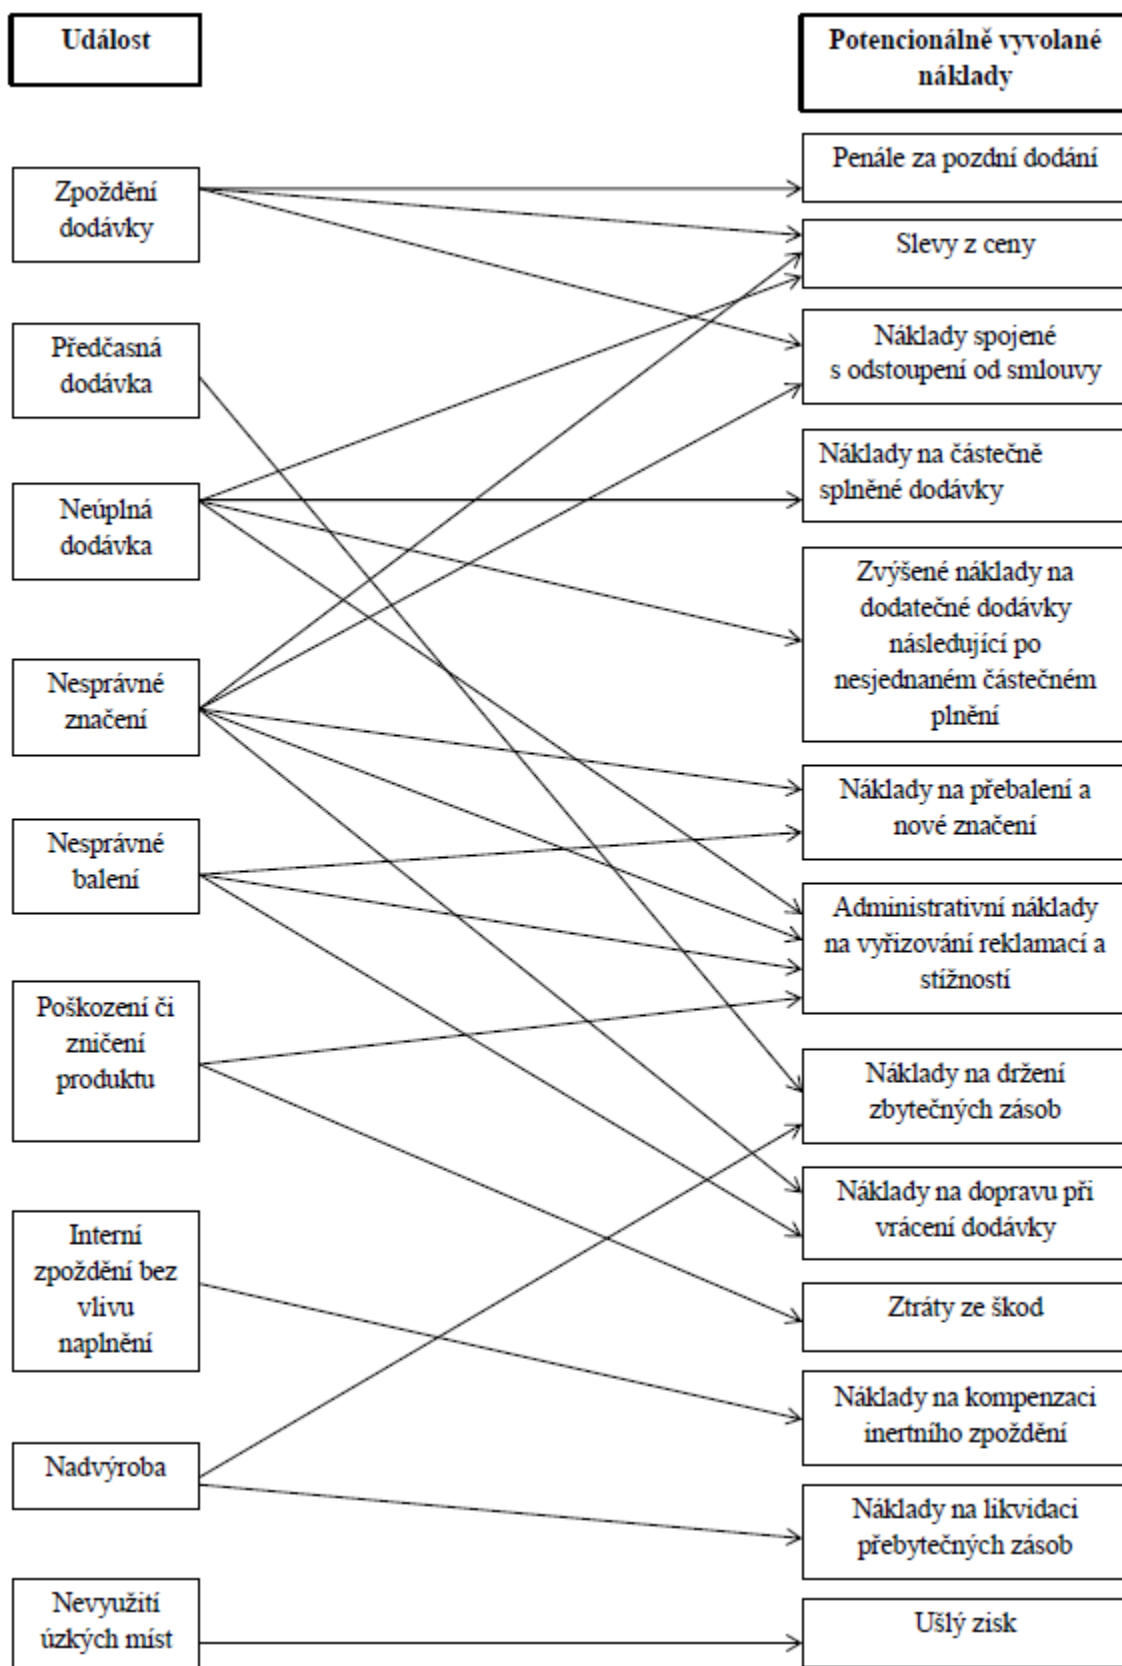 Událost
Potencionálně vyvolané
náklady
Zpoždění
dodávky
Předčasná
dodávka
Neúplná
dodávka
Nesprávné
značení
Nesprávné
balení
Poškození či
zničení
produktu
Interní
zpoždění bez
vlivu
naplnění
Nadvýroba
Nevyužití
úzkých míst
Penále za pozdní dodání
Slevy z ceny
Náklady spojené
s odstoupení od smlouvy
Náklady na částečně
splněné dodávky
Zvýšené náklady na
dodatečné dodávky
následující po
nesjednaném částečném
plnění
Náklady na přebalení a
nové značení
Administrativní náklady
na vyřizování reklamací a
stížností
Náklady na držení
zbytečných zásob
Náklady na dopravu při
vrácení dodávky
Ztráty ze škod
Náklady na kompenzaci
inertního zpoždění
Náklady na likvidaci
přebytečných zásob
Ušlý zisk